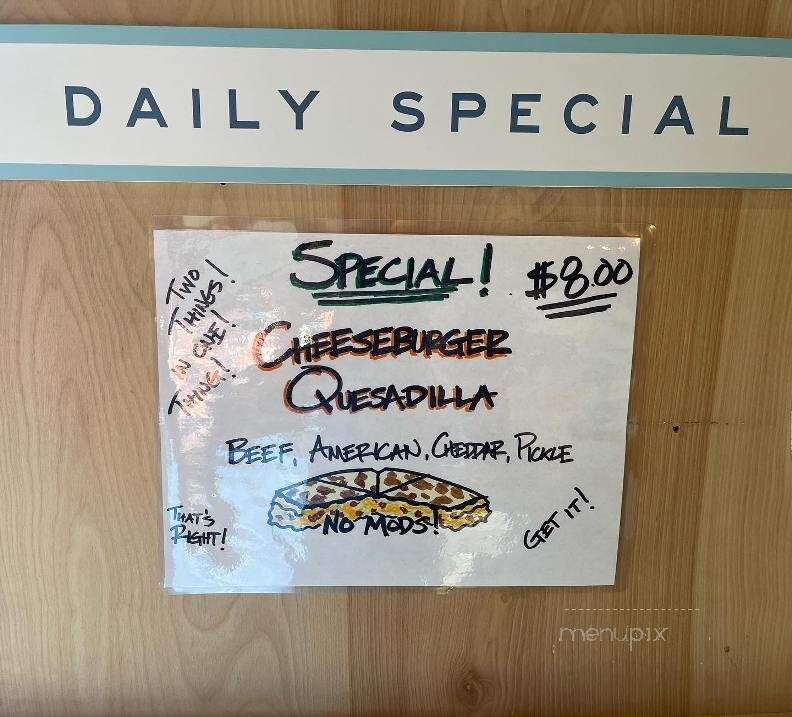 DAILY SPECIAL
SPECIAL! $8.00
TWO
THINGS!
IN ONE!
THING!
CHEESEBURGER
QUESADILLA
BEEF, AMERICAN, CHEDDAR, PICKLE
NO MODS!
THAT'S
RIGHT!
GET IT!
menupix